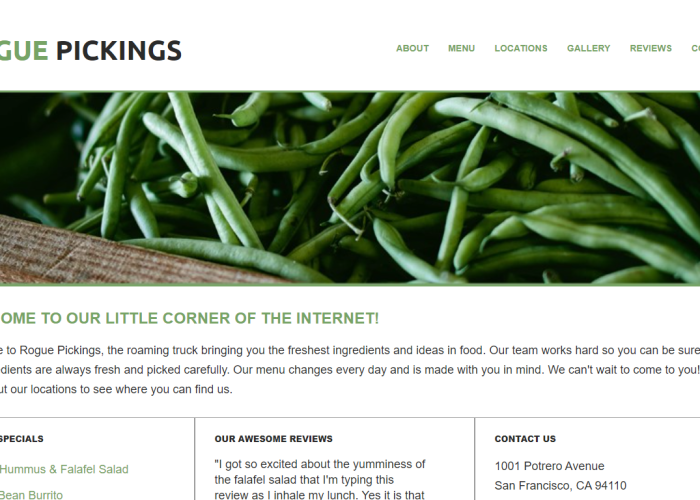 GUE PICKINGS
ABOUT MENU LOCATIONS GALLERY REVIEWS CO
OME TO OUR LITTLE CORNER OF THE INTERNET!
e to Rogue Pickings, the roaming truck bringing you the freshest ingredients and ideas in food. Our team works hard so you can be sure
dients are always fresh and picked carefully. Our menu changes every day and is made with you in mind. We can't wait to come to you!
ut our locations to see where you can find us.
SPECIALS
Hummus & Falafel Salad
Bean Burrito
OUR AWESOME REVIEWS
"I got so excited about the yumminess of
the falafel salad that I'm typing this
review as I inhale my lunch. Yes it is that
CONTACT US
1001 Potrero Avenue
San Francisco, CA 94110